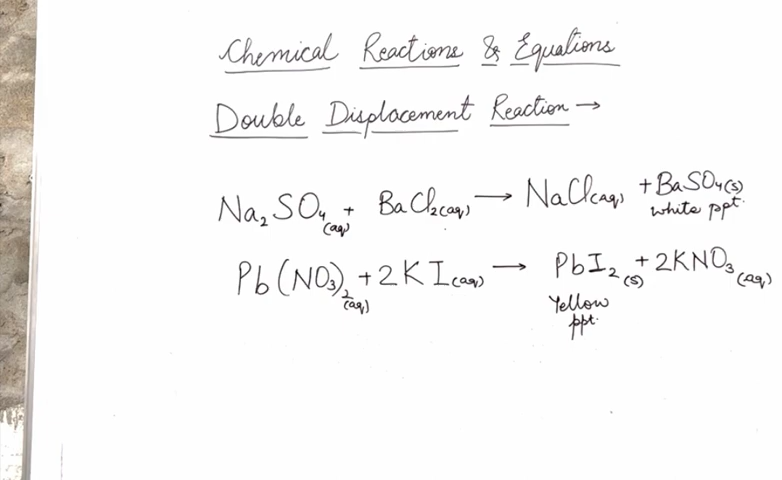 Chemical Reactions & Equations
Double Displacement Reaction →
Na₂SO₄(aq) + BaCl₂(aq) → NaCl(aq) + BaSO₄(s)
white ppt.
Pb(NO₃)₂(aq) + 2KI(aq) → PbI₂(s) + 2KNO₃(aq)
Yellow
ppt.